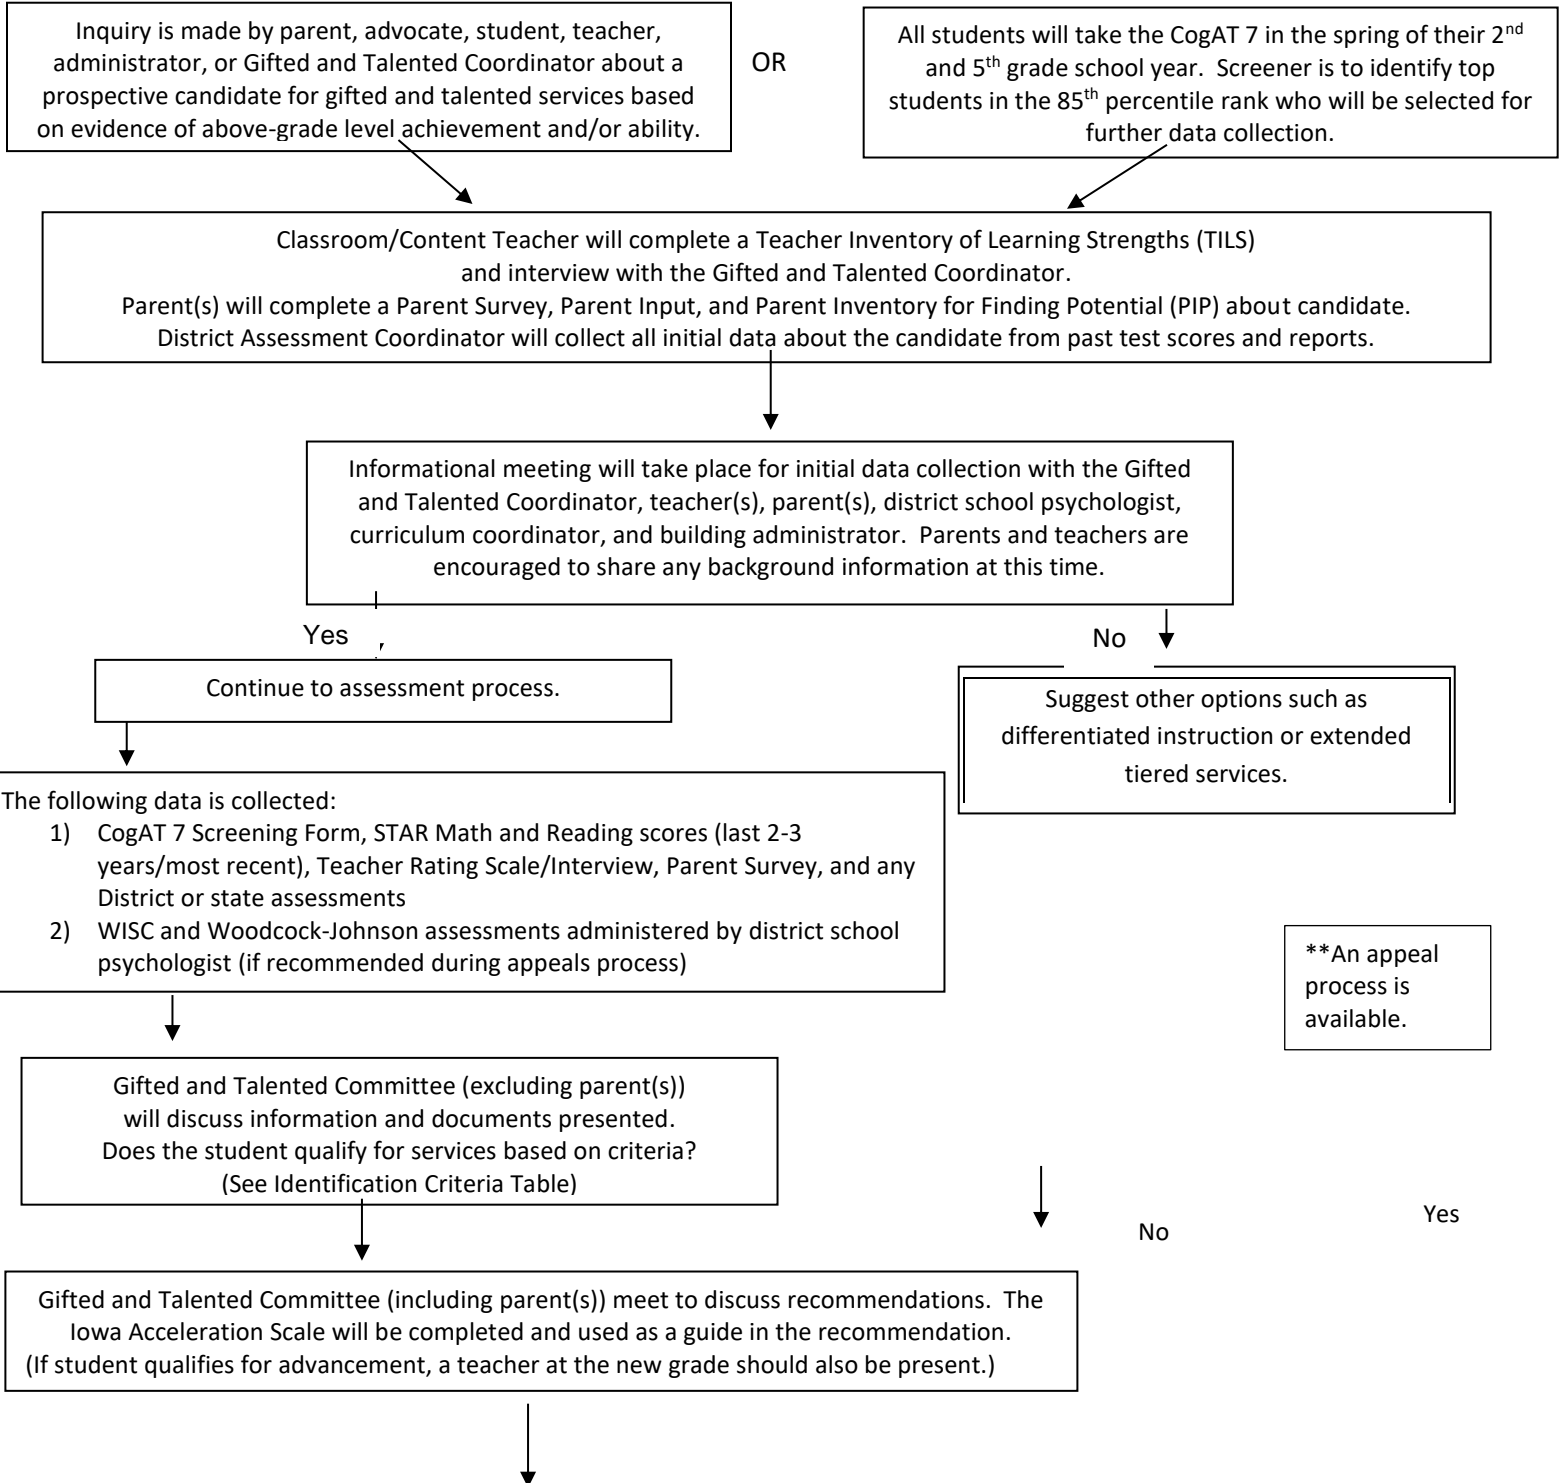 Inquiry is made by parent, advocate, student, teacher,
administrator, or Gifted and Talented Coordinator about a
prospective candidate for gifted and talented services based
on evidence of above-grade level achievement and/or ability.
OR
All students will take the CogAT 7 in the spring of their 2nd
and 5th grade school year. Screener is to identify top
students in the 85th percentile rank who will be selected for
further data collection.
Classroom/Content Teacher will complete a Teacher Inventory of Learning Strengths (TILS)
and interview with the Gifted and Talented Coordinator.
Parent(s) will complete a Parent Survey, Parent Input, and Parent Inventory for Finding Potential (PIP) about candidate.
District Assessment Coordinator will collect all initial data about the candidate from past test scores and reports.
Informational meeting will take place for initial data collection with the Gifted
and Talented Coordinator, teacher(s), parent(s), district school psychologist,
curriculum coordinator, and building administrator. Parents and teachers are
encouraged to share any background information at this time.
Yes
No
Continue to assessment process.
Suggest other options such as
differentiated instruction or extended
tiered services.
The following data is collected:
1) CogAT 7 Screening Form, STAR Math and Reading scores (last 2-3
years/most recent), Teacher Rating Scale/Interview, Parent Survey, and any
District or state assessments
2) WISC and Woodcock-Johnson assessments administered by district school
psychologist (if recommended during appeals process)
**An appeal
process is
available.
Gifted and Talented Committee (excluding parent(s))
will discuss information and documents presented.
Does the student qualify for services based on criteria?
(See Identification Criteria Table)
No
Yes
Gifted and Talented Committee (including parent(s)) meet to discuss recommendations. The
Iowa Acceleration Scale will be completed and used as a guide in the recommendation.
(If student qualifies for advancement, a teacher at the new grade should also be present.)